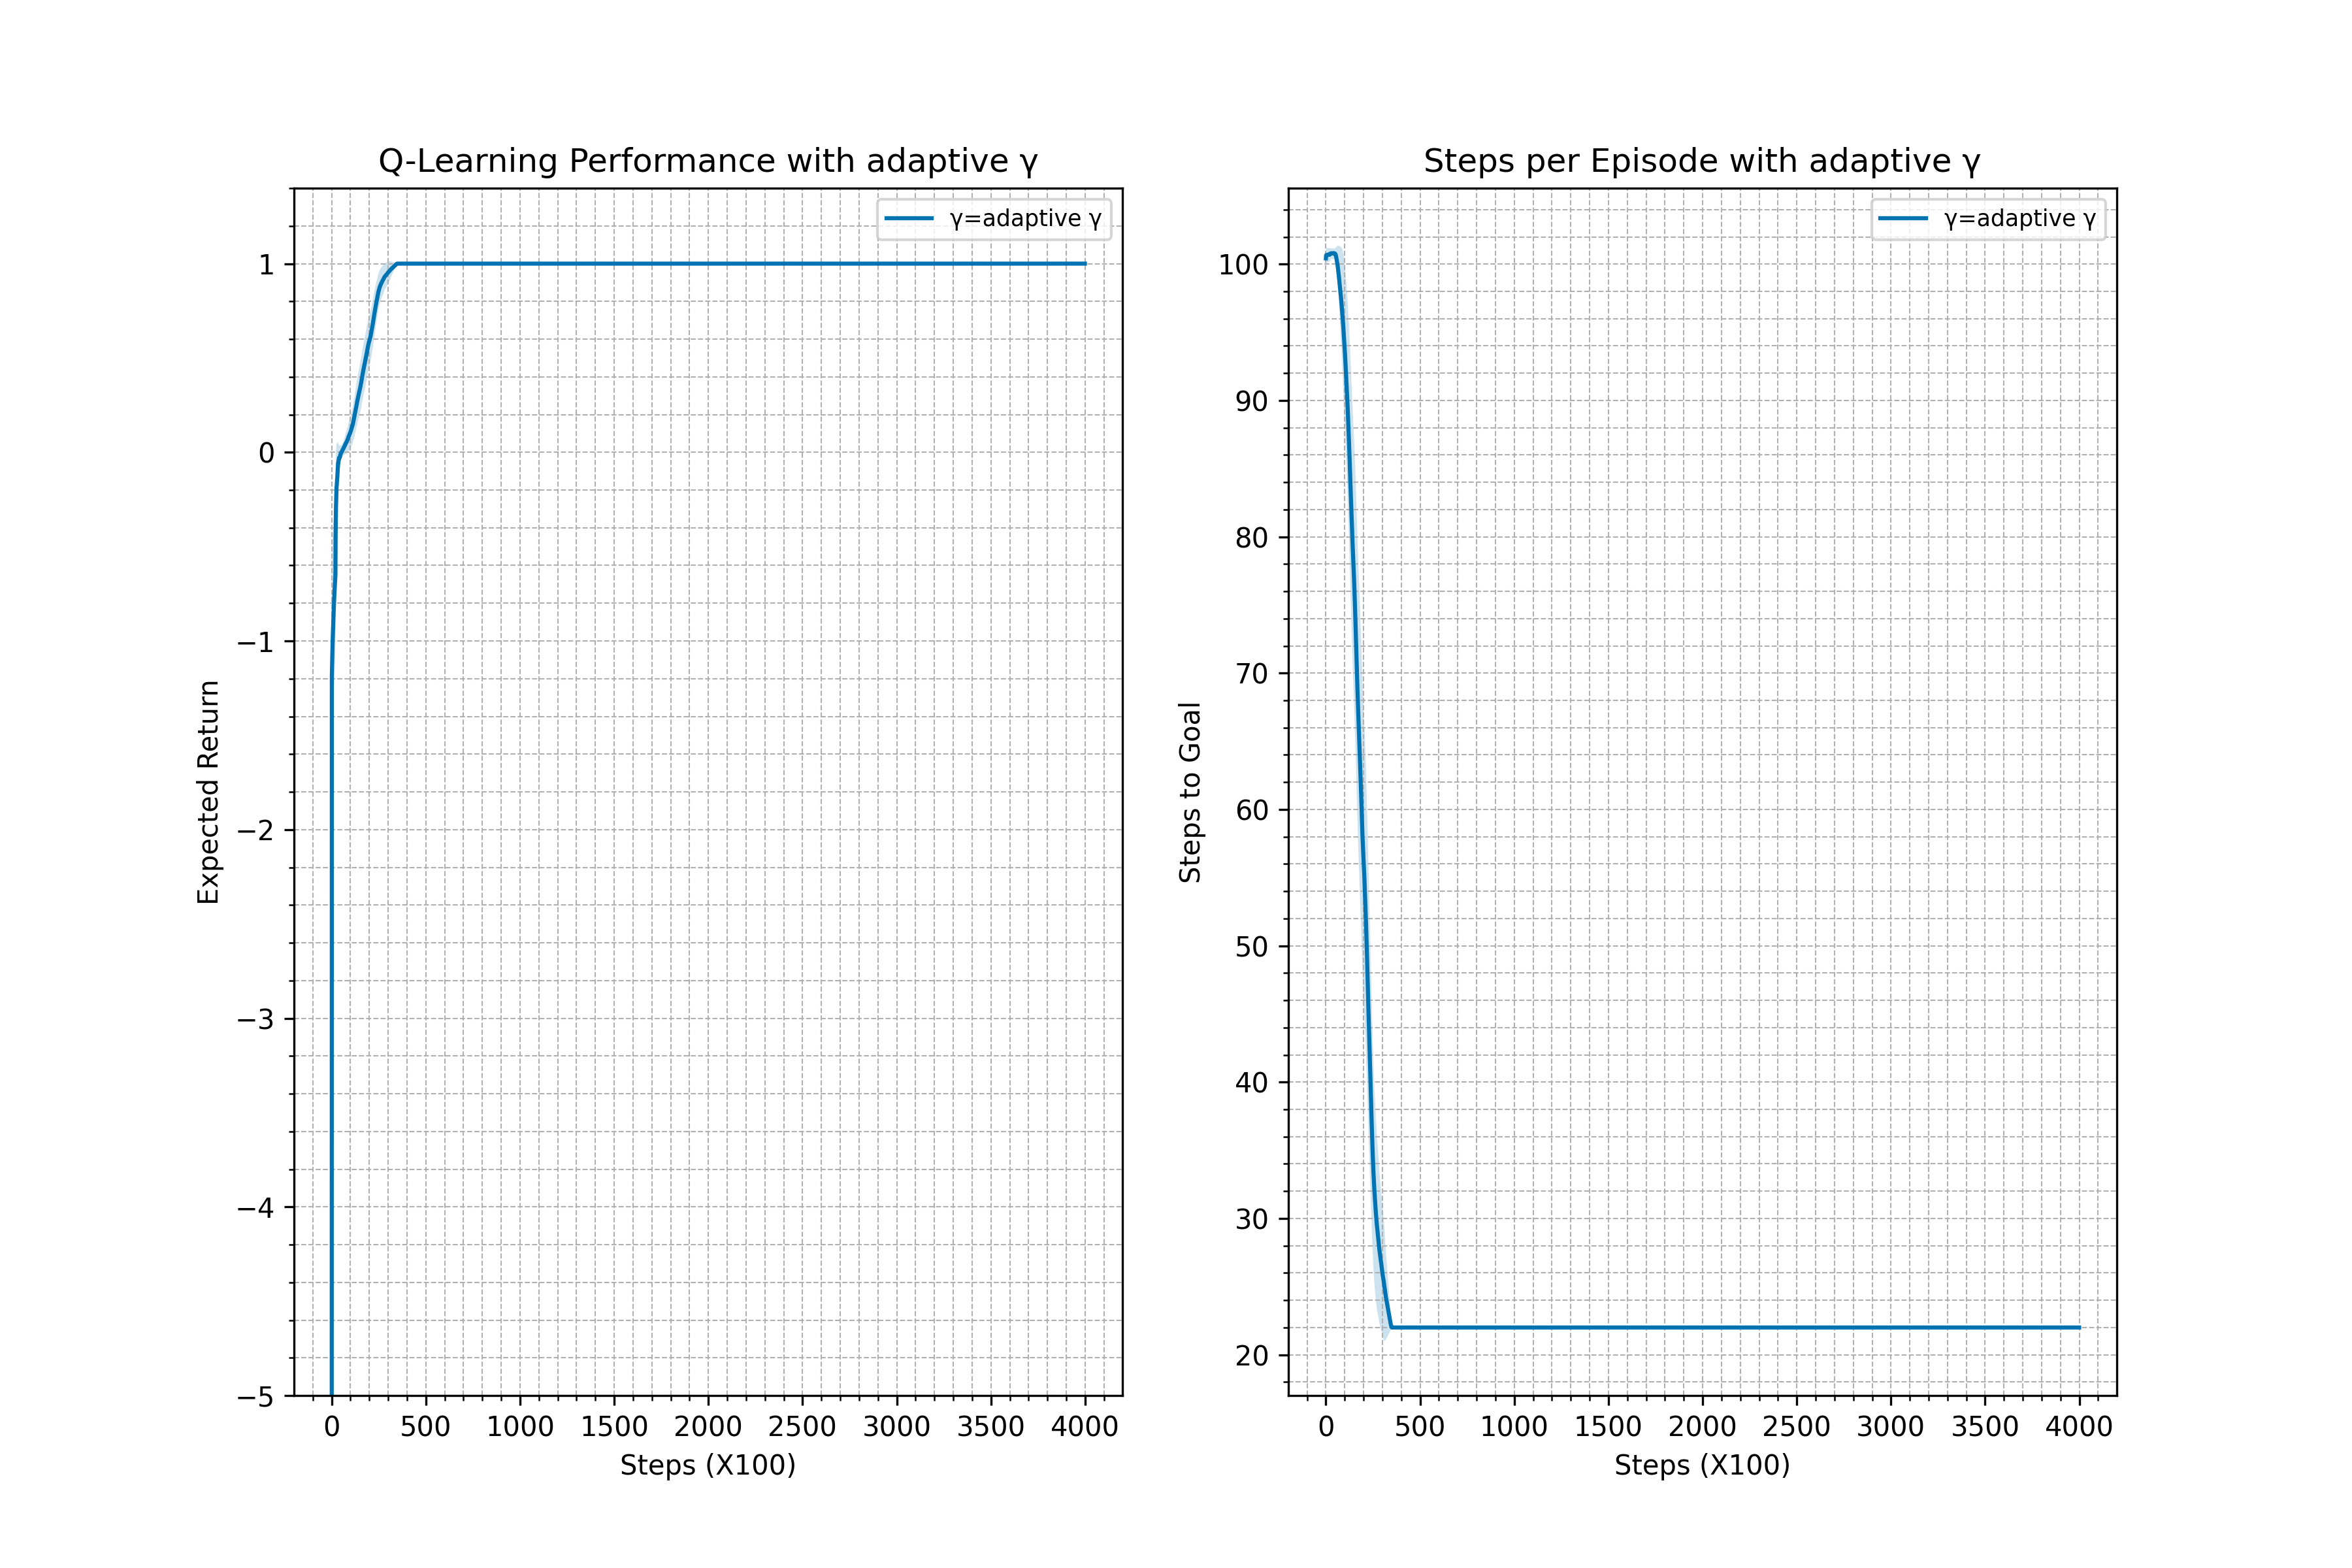 Q-Learning Performance with adaptive γ
γ=adaptive γ
Expected Return
1
0
−1
−2
−3
−4
−5
0 500 1000 1500 2000 2500 3000 3500 4000
Steps (X100)
Steps per Episode with adaptive γ
γ=adaptive γ
Steps to Goal
100
90
80
70
60
50
40
30
20
0 500 1000 1500 2000 2500 3000 3500 4000
Steps (X100)